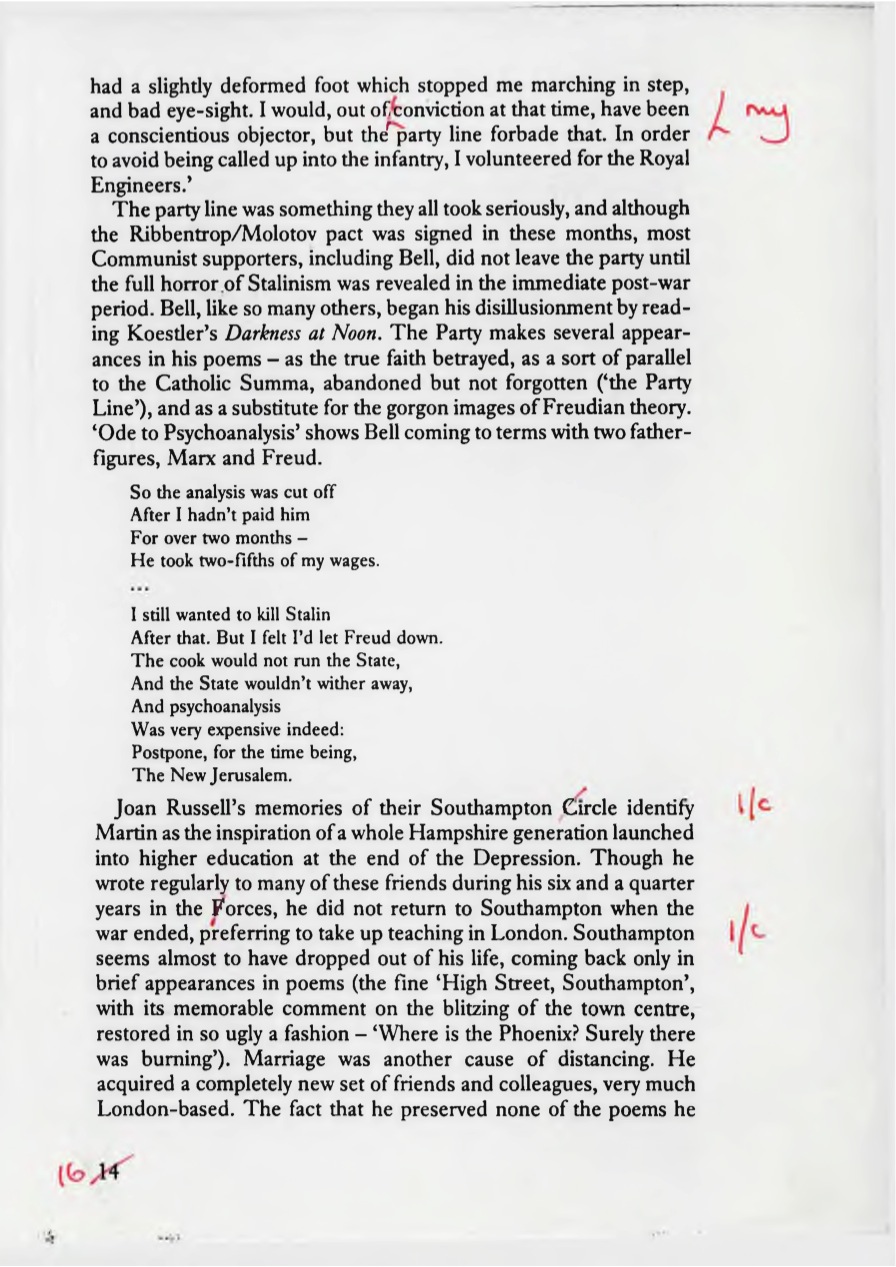 had a slightly deformed foot which stopped me marching in step,
and bad eye-sight. I would, out of conviction at that time, have been
my
a conscientious objector, but the party line forbade that. In order
to avoid being called up into the infantry, I volunteered for the Royal
Engineers.’
The party line was something they all took seriously, and although
the Ribbentrop/Molotov pact was signed in these months, most
Communist supporters, including Bell, did not leave the party until
the full horror of Stalinism was revealed in the immediate post-war
period. Bell, like so many others, began his disillusionment by read-
ing Koestler’s Darkness at Noon. The Party makes several appear-
ances in his poems – as the true faith betrayed, as a sort of parallel
to the Catholic Summa, abandoned but not forgotten (‘the Party
Line’), and as a substitute for the gorgon images of Freudian theory.
‘Ode to Psychoanalysis’ shows Bell coming to terms with two father-
figures, Marx and Freud.
So the analysis was cut off
After I hadn’t paid him
For over two months –
He took two-fifths of my wages.
...
I still wanted to kill Stalin
After that. But I felt I’d let Freud down.
The cook would not run the State,
And the State wouldn’t wither away,
And psychoanalysis
Was very expensive indeed:
Postpone, for the time being,
The New Jerusalem.
Joan Russell’s memories of their Southampton Circle identify
l/c
Martin as the inspiration of a whole Hampshire generation launched
into higher education at the end of the Depression. Though he
wrote regularly to many of these friends during his six and a quarter
years in the Forces, he did not return to Southampton when the
l/c
war ended, preferring to take up teaching in London. Southampton
seems almost to have dropped out of his life, coming back only in
brief appearances in poems (the fine ‘High Street, Southampton’,
with its memorable comment on the blitzing of the town centre,
restored in so ugly a fashion – ‘Where is the Phoenix? Surely there
was burning’). Marriage was another cause of distancing. He
acquired a completely new set of friends and colleagues, very much
London-based. The fact that he preserved none of the poems he
16 14